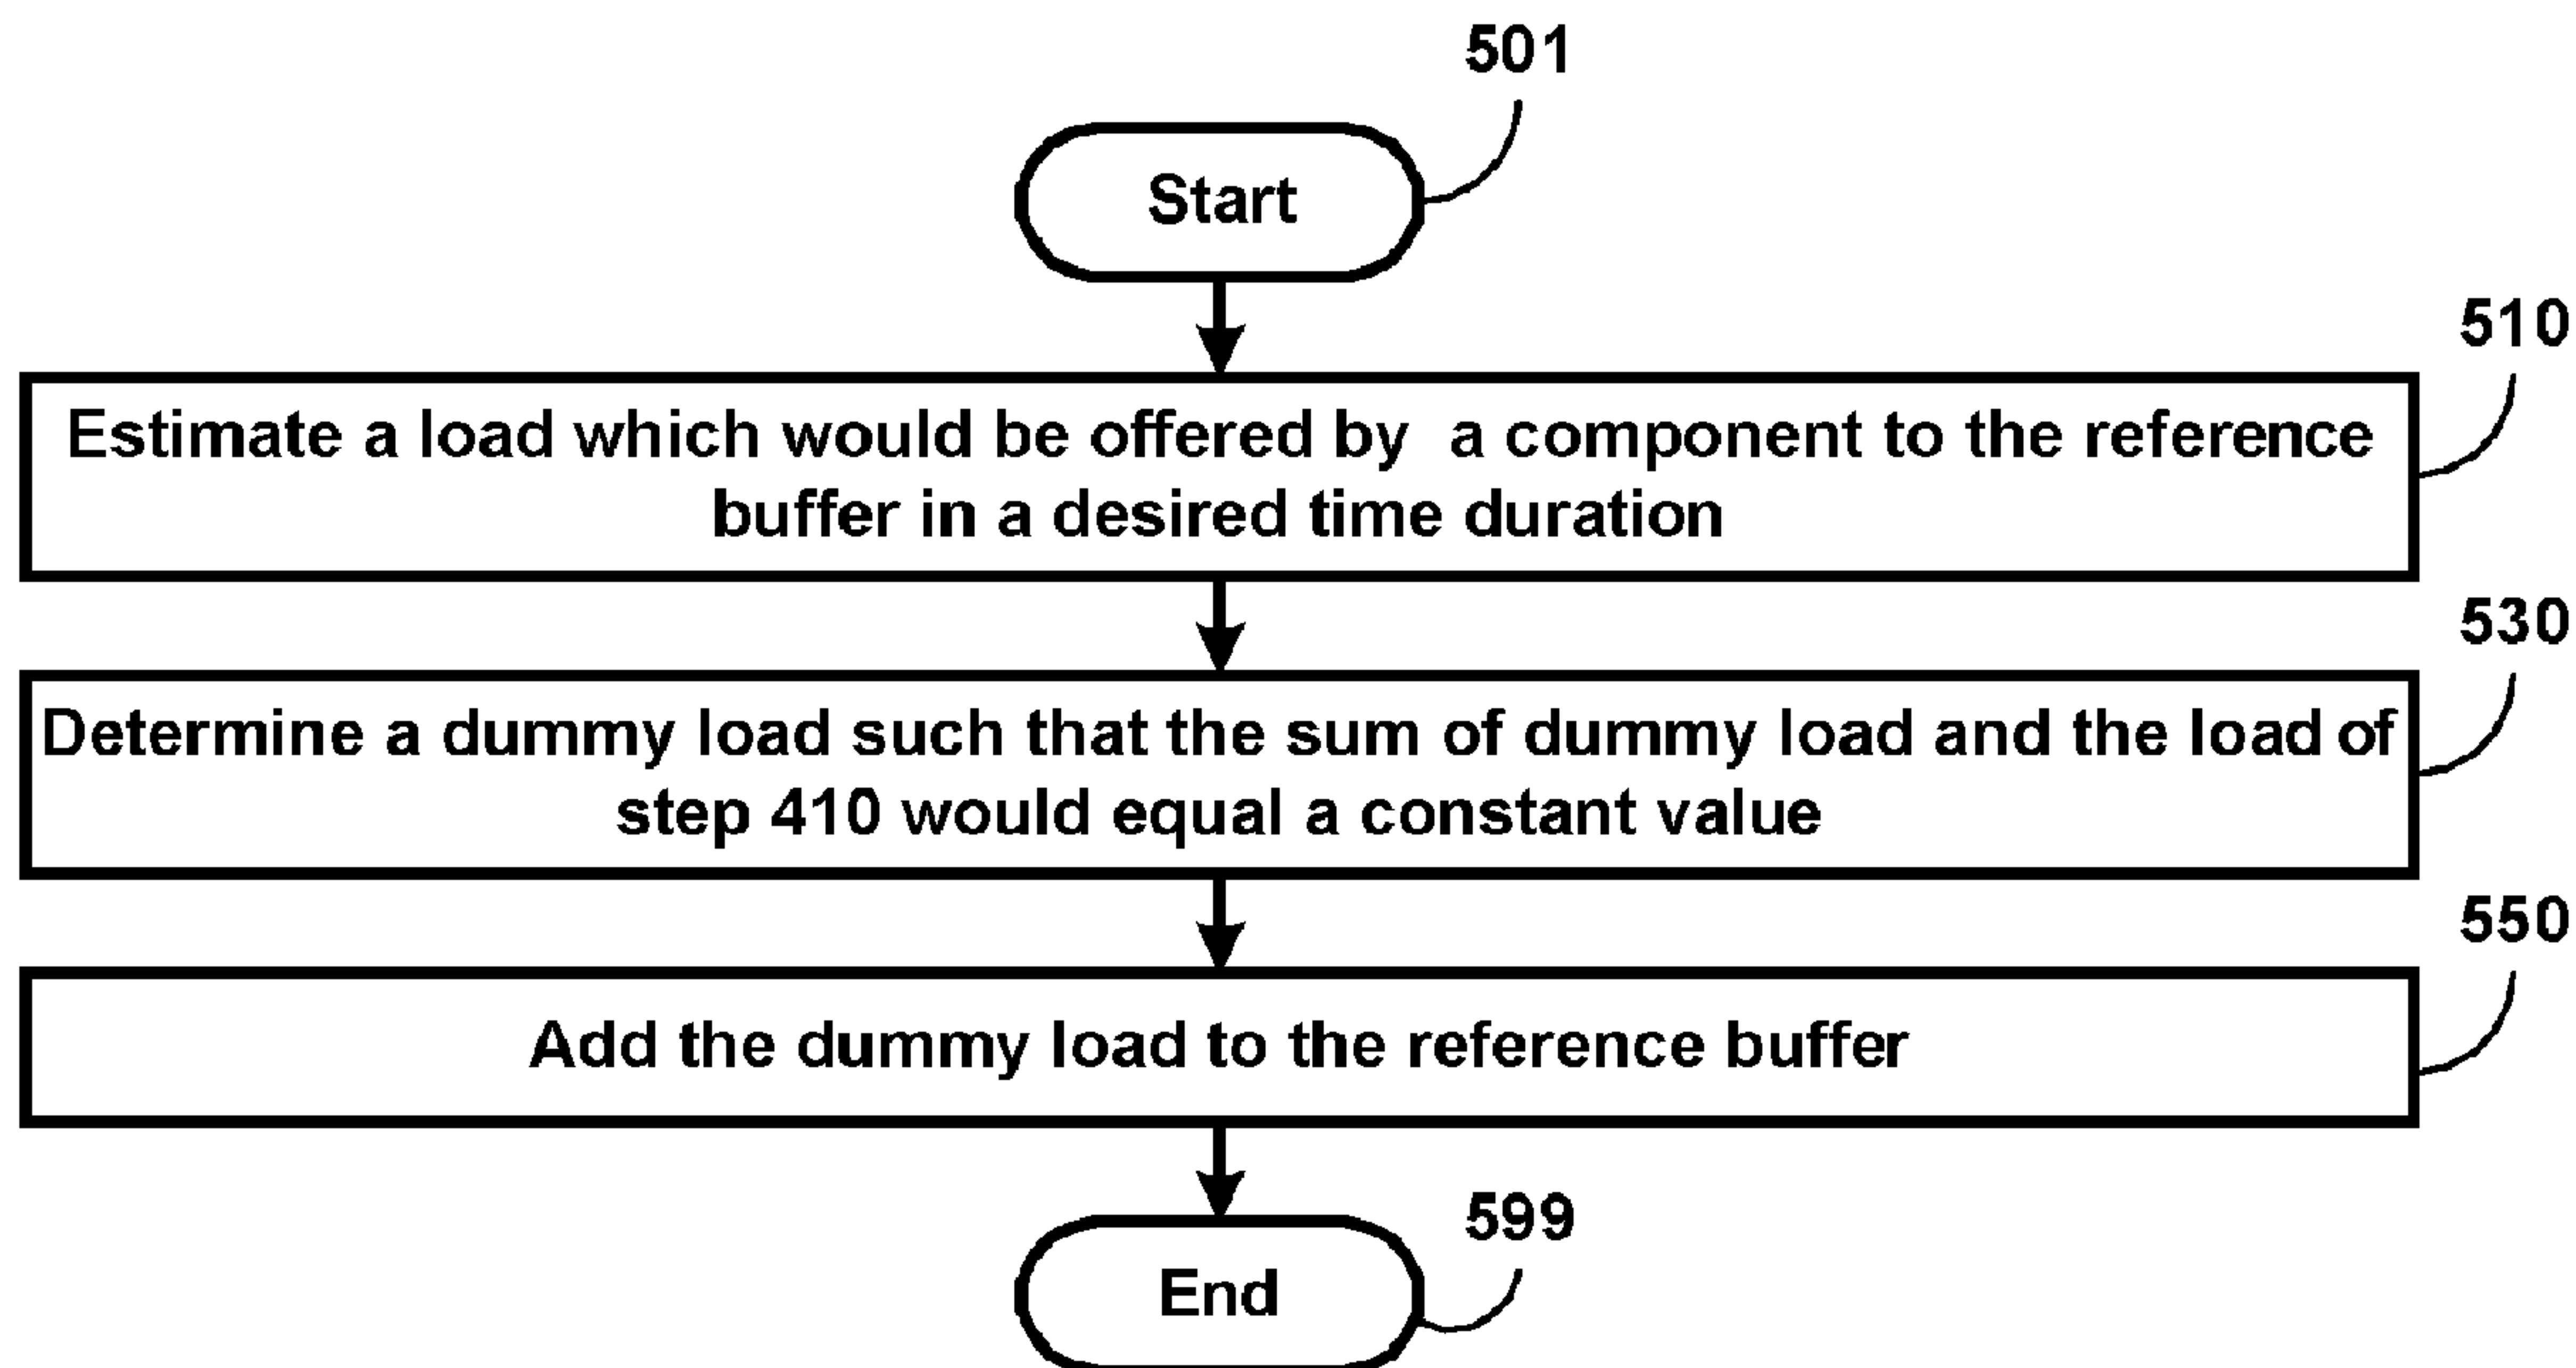 501
Start
510
Estimate a load which would be offered by a component to the reference
buffer in a desired time duration
530
Determine a dummy load such that the sum of dummy load and the load of
step 410 would equal a constant value
550
Add the dummy load to the reference buffer
599
End